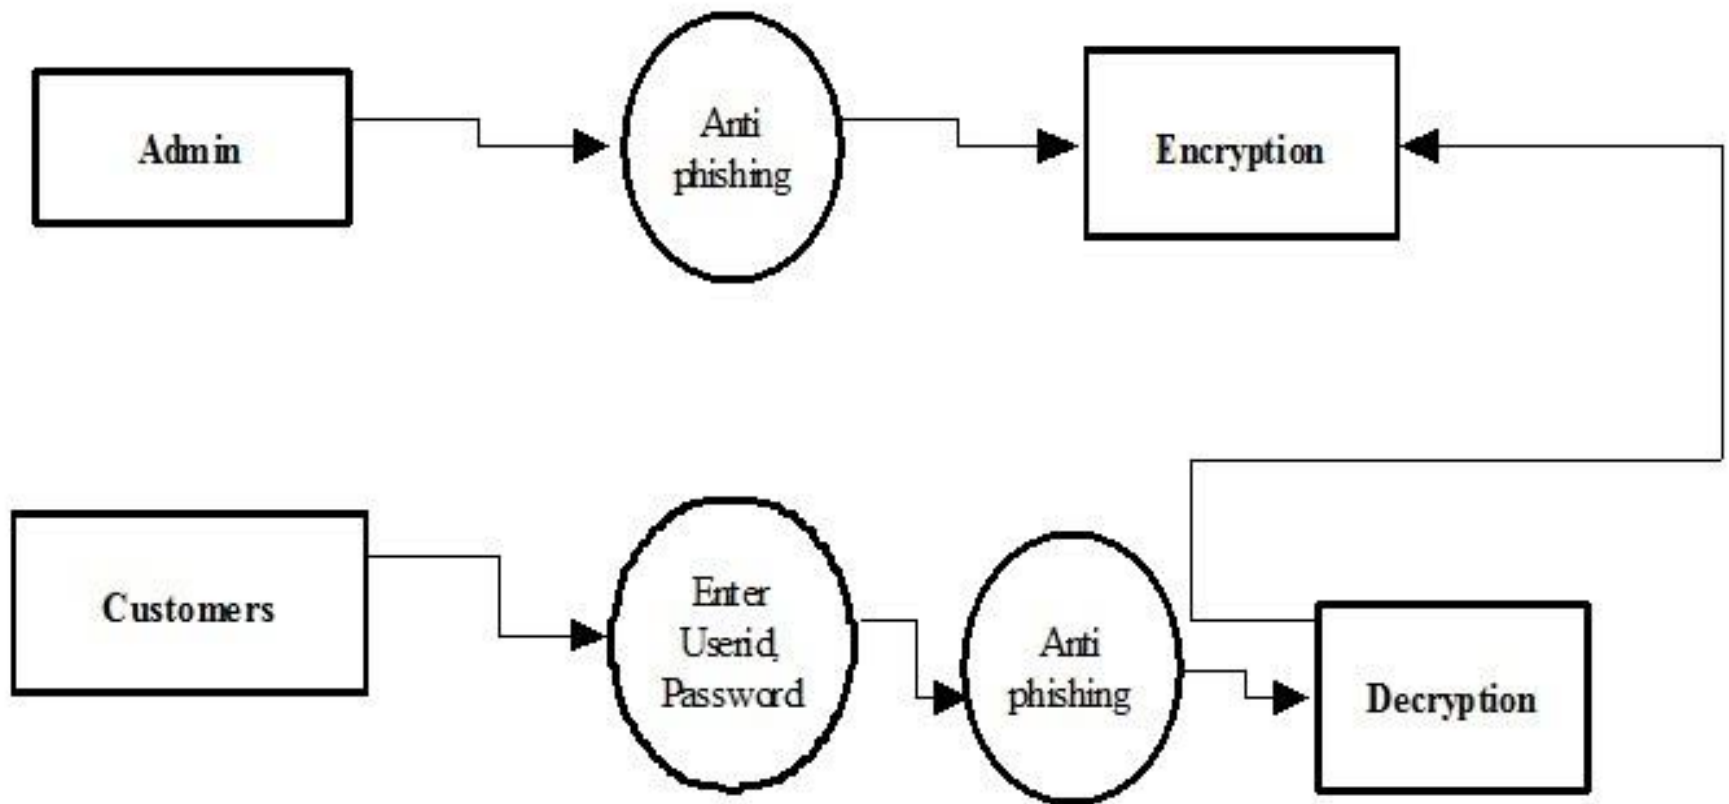 Admin
Anti
phishing
Encryption
Customers
Enter
Userid,
Password
Anti
phishing
Decryption